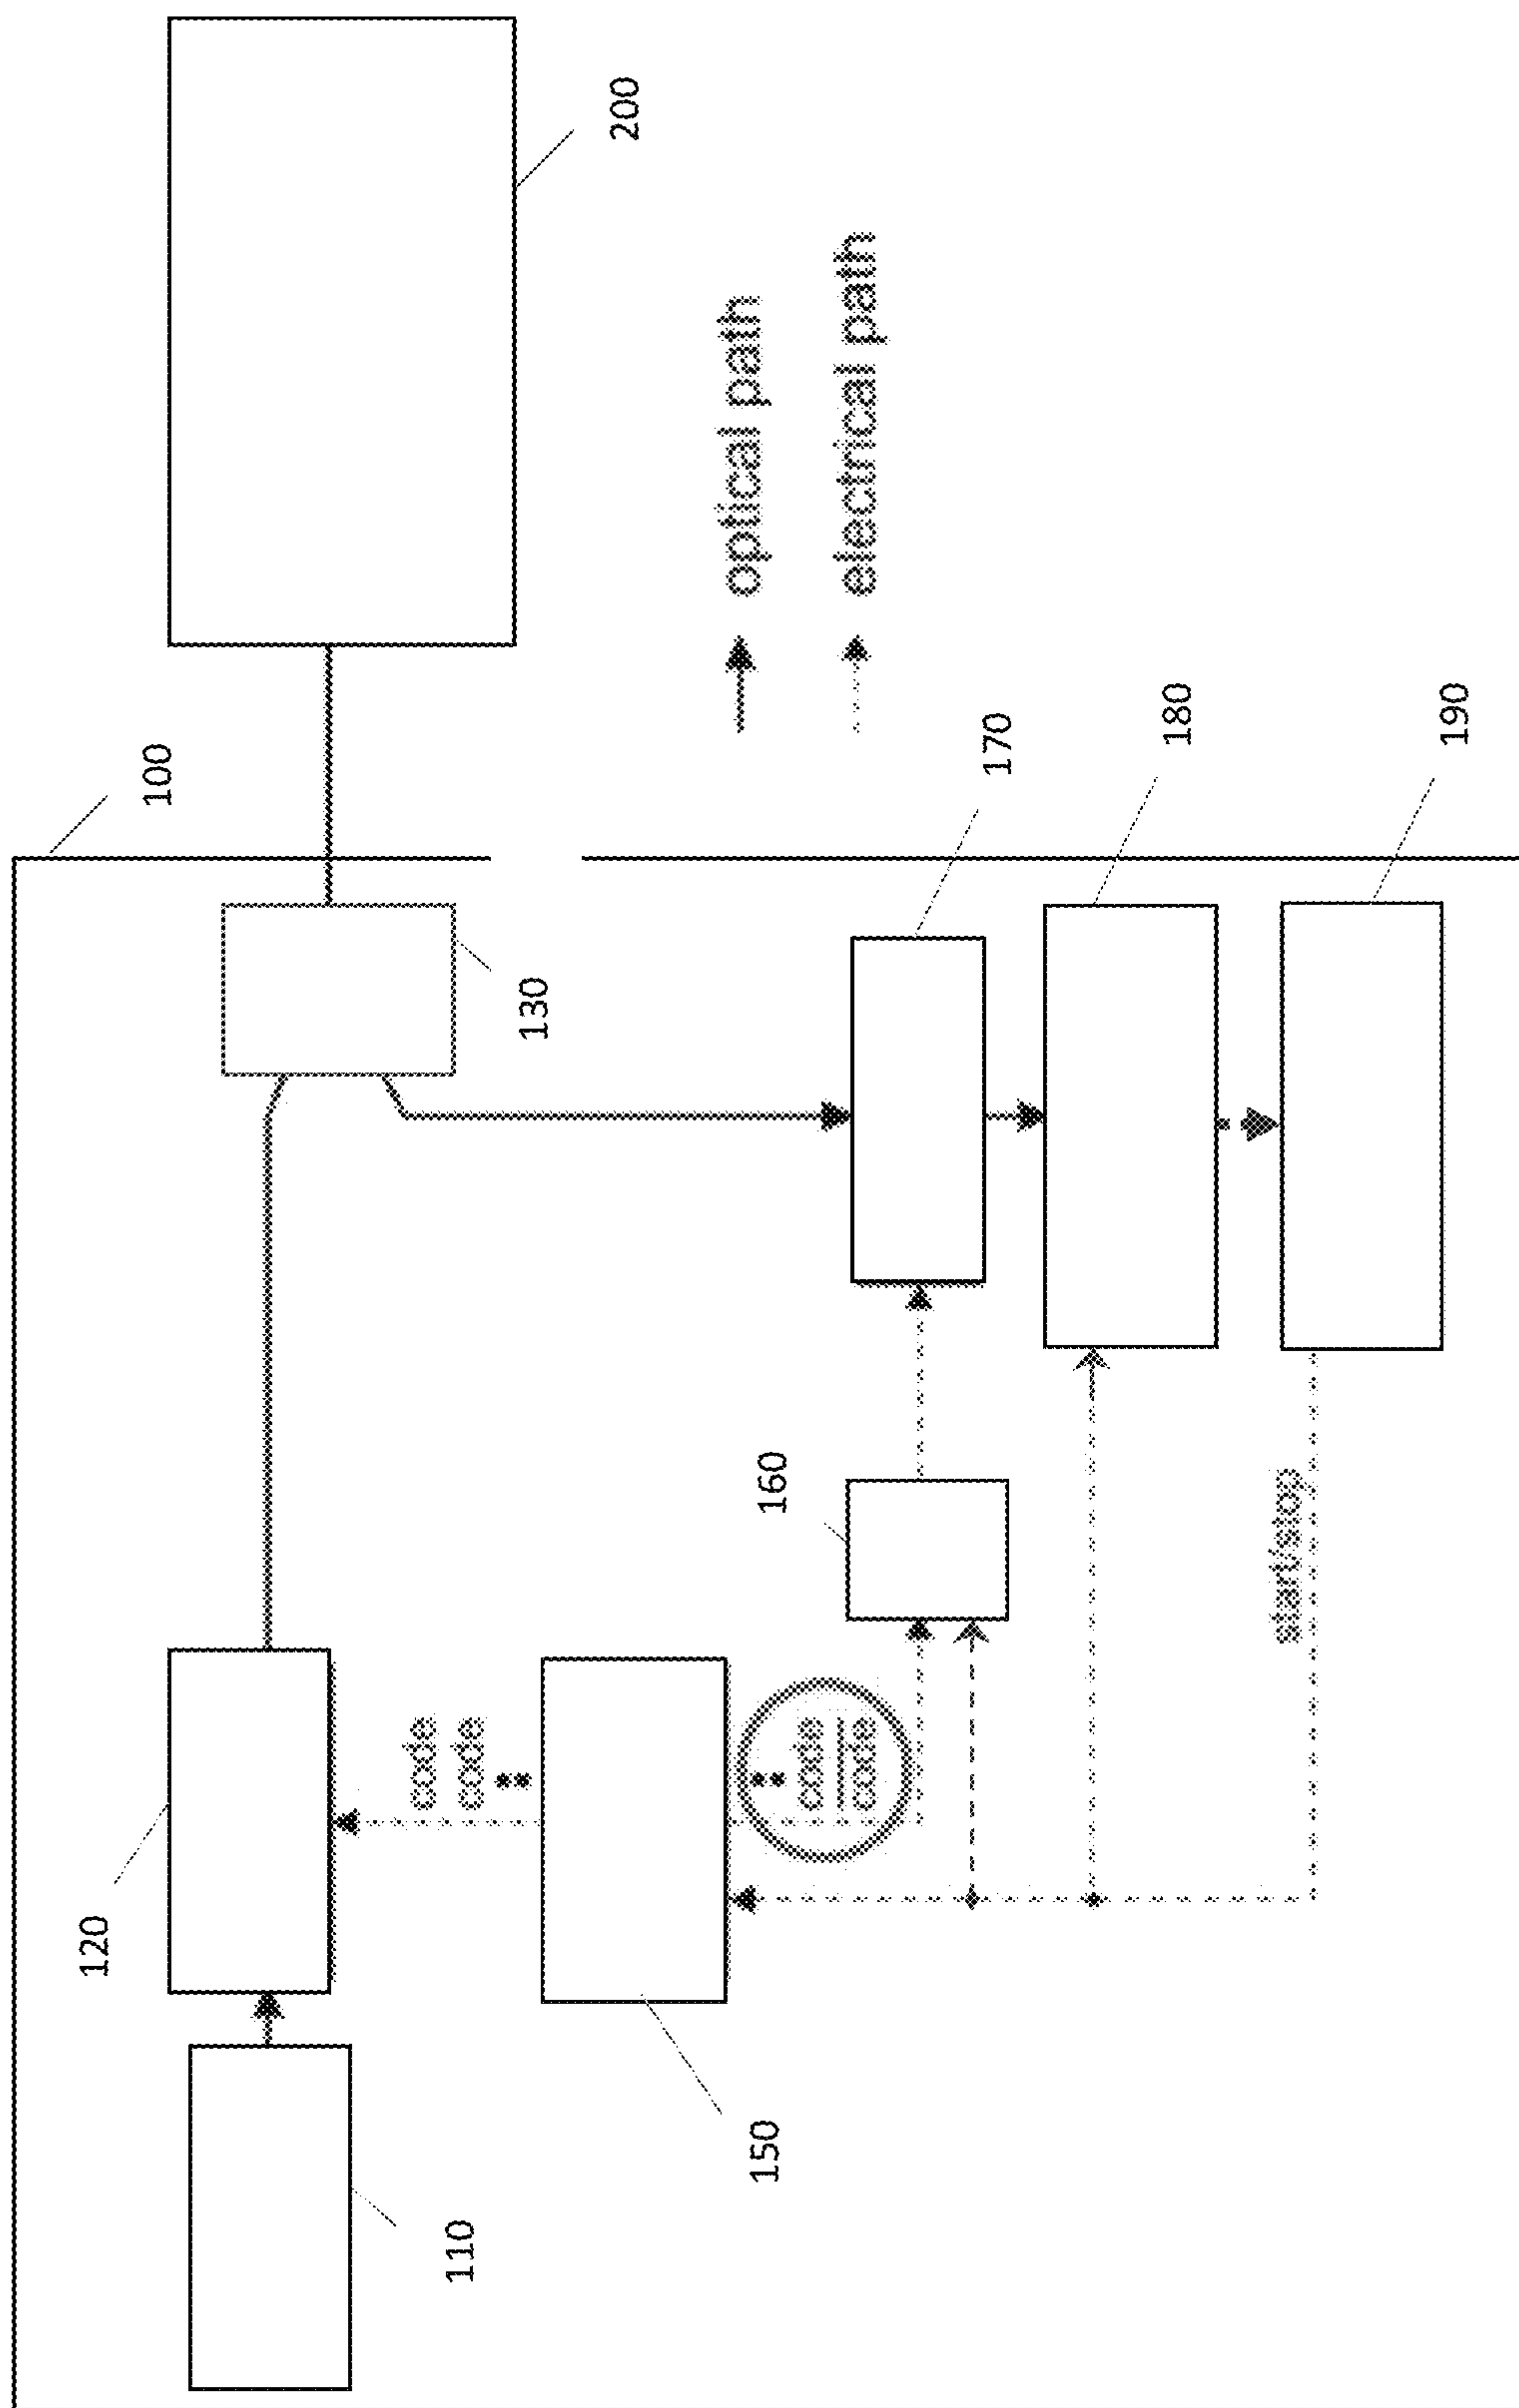 120
100
code
110
code
130
200
optical path
150
160
code
electrical path
code
170
180
start/stop
190